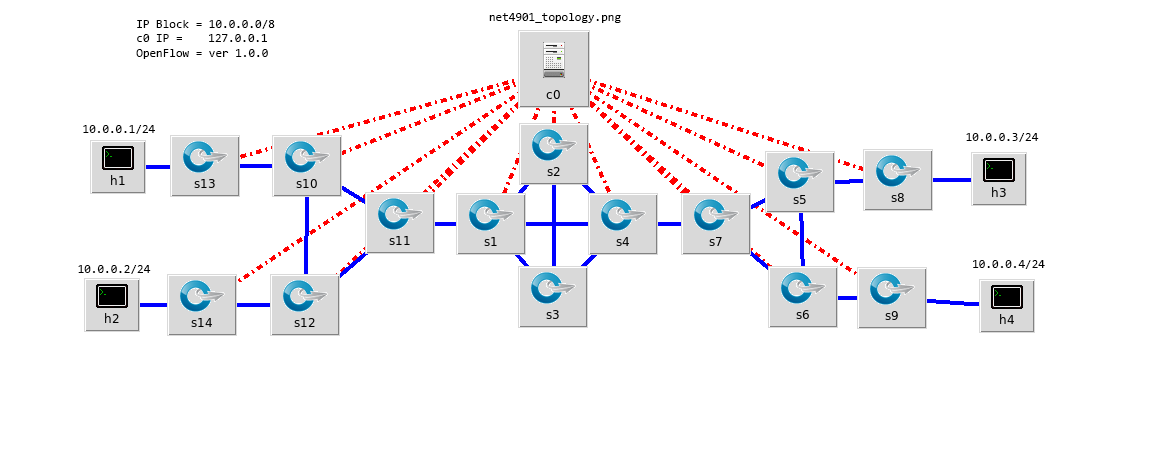 net4901_topology.png
IP Block = 10.0.0.0/8
c0 IP =    127.0.0.1
OpenFlow = ver 1.0.0
c0
10.0.0.1/24
h1
s13
s10
s2
s5
s8
10.0.0.3/24
h3
s11
s1
s4
s7
10.0.0.2/24
h2
s14
s12
s3
s6
s9
10.0.0.4/24
h4